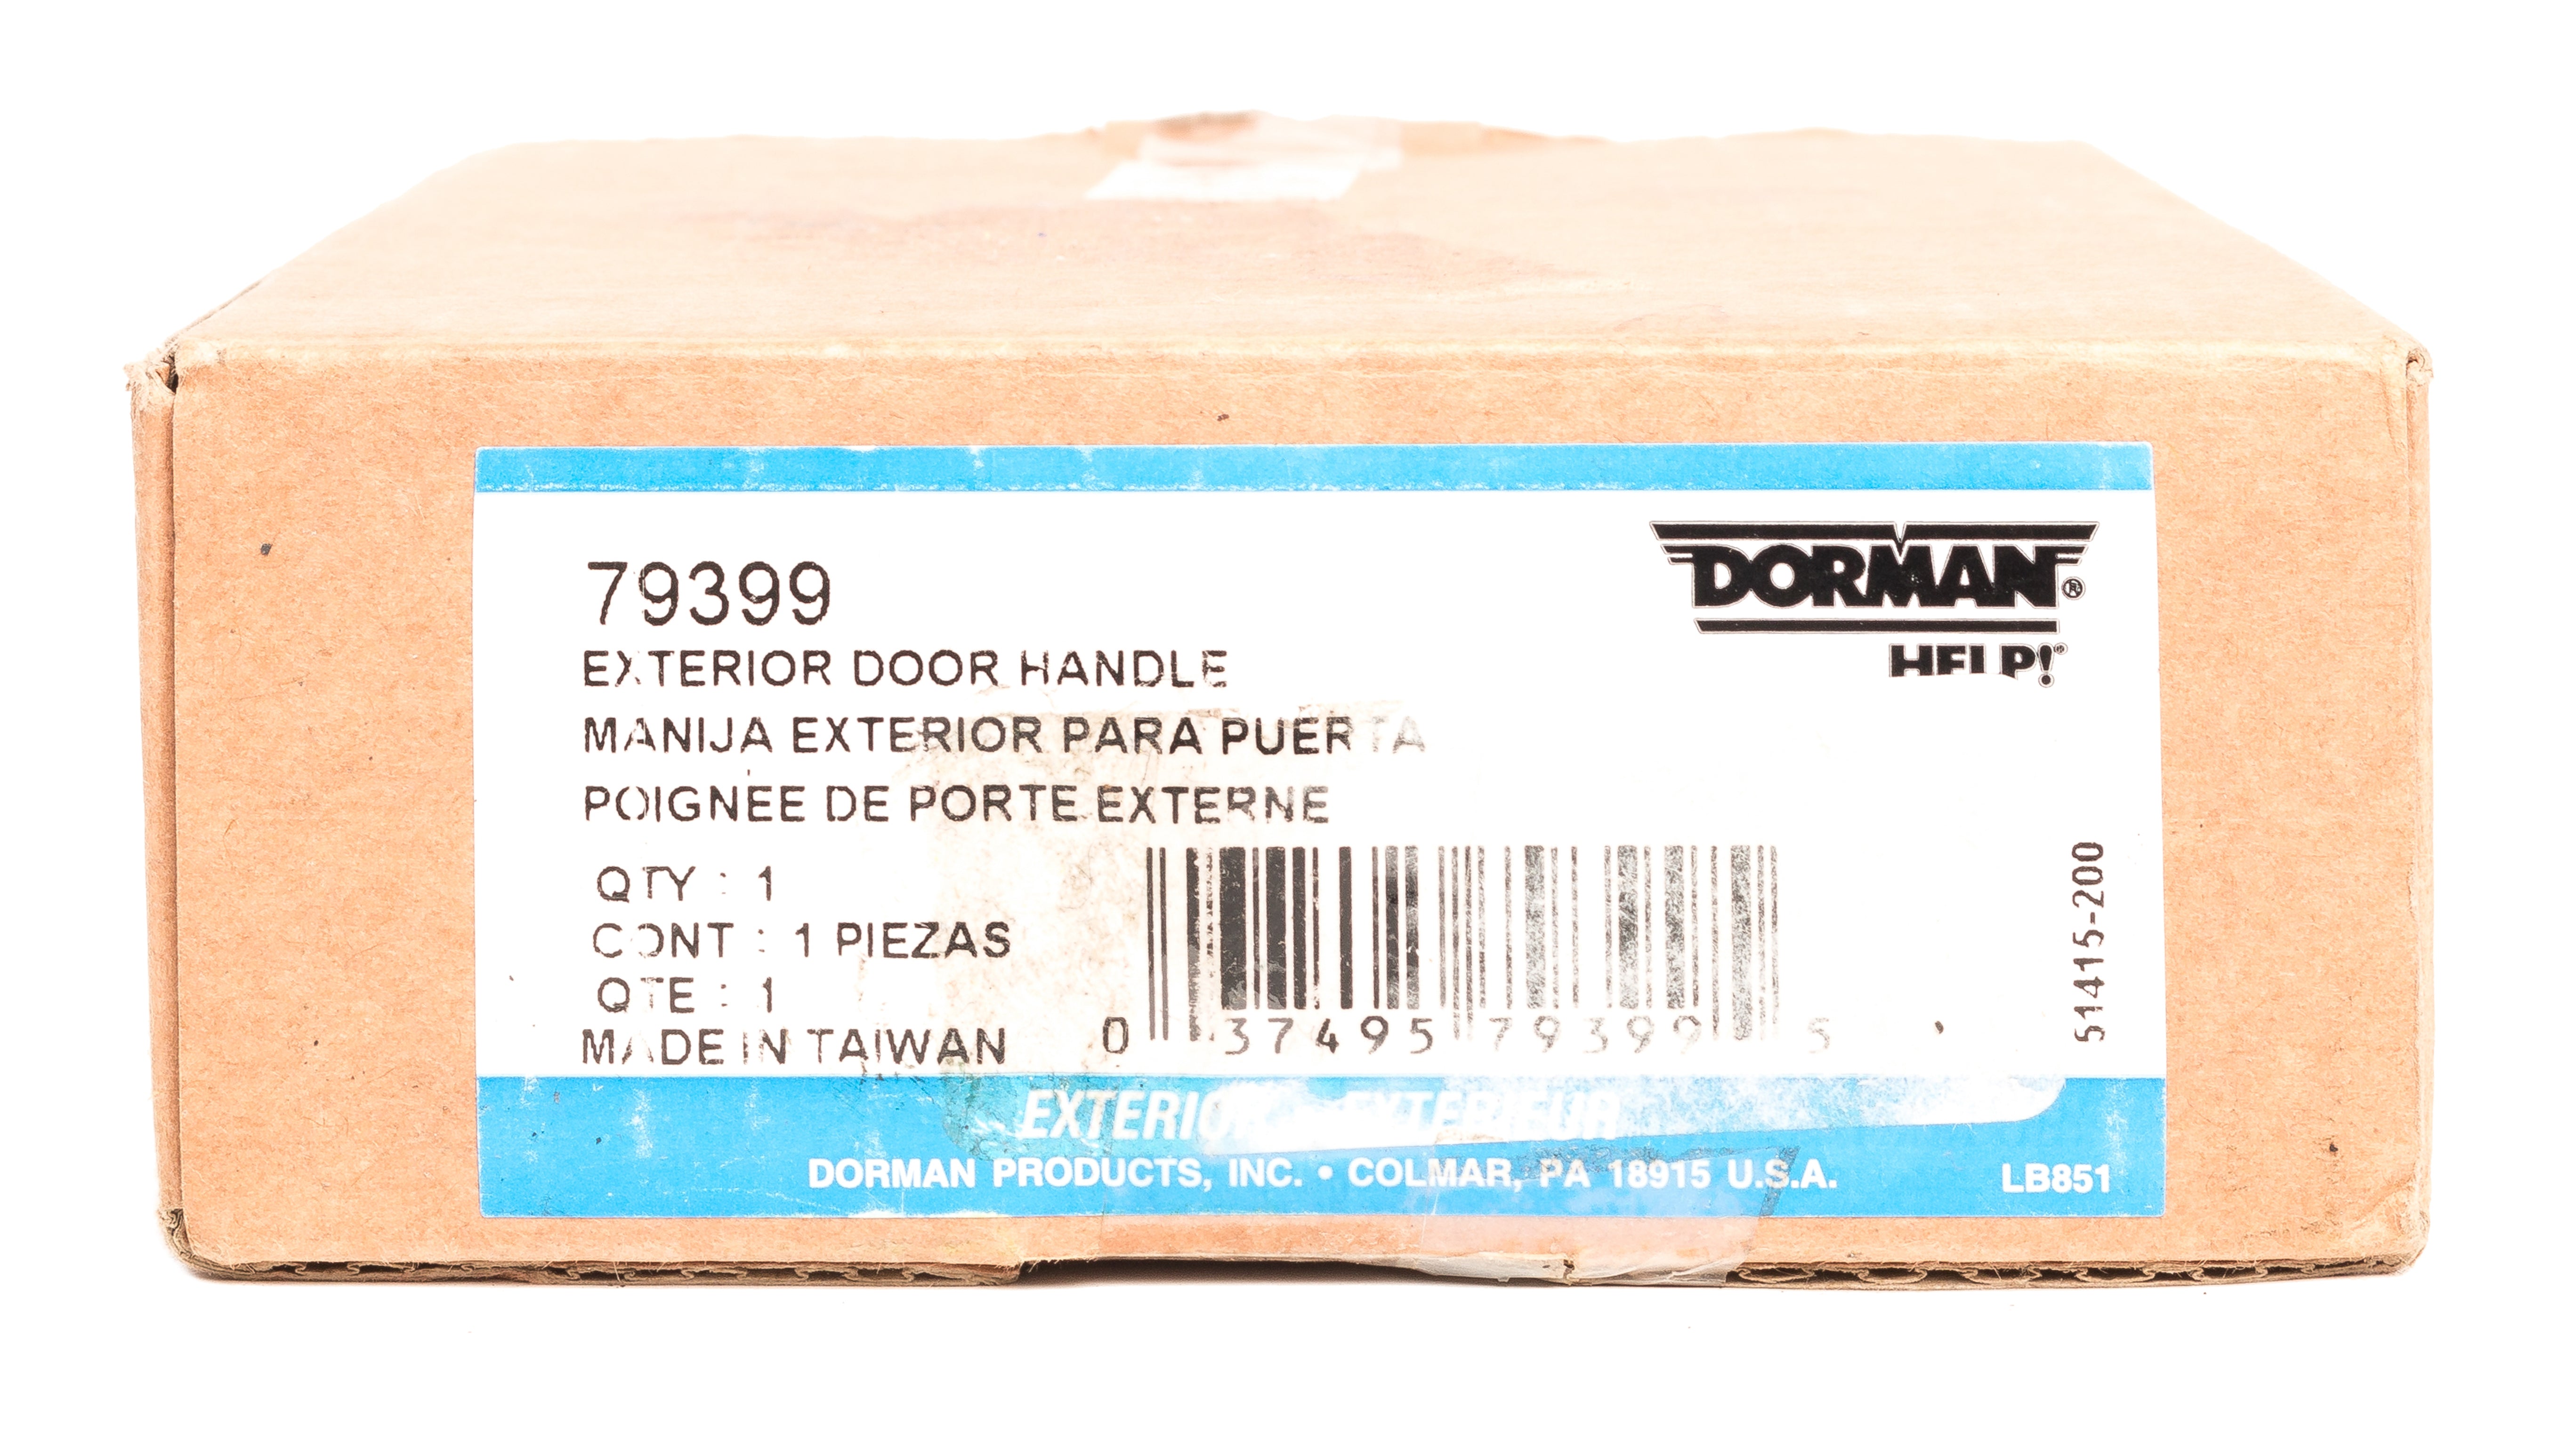 79399
DORMAN®
HELP!®
EXTERIOR DOOR HANDLE
MANIJA EXTERIOR PARA PUERTA
POIGNEE DE PORTE EXTERNE
QTY : 1
CONT : 1 PIEZAS
QTE : 1
MADE IN TAIWAN
0 37495 79399 5
51415-200
EXTERIOR EXTÉRIEUR
DORMAN PRODUCTS, INC. • COLMAR, PA 18915 U.S.A.
LB851